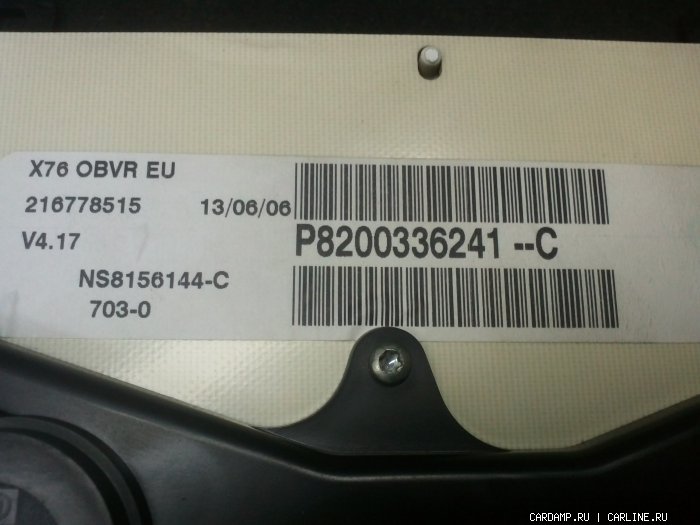 X76 OBVR EU
216778515 13/06/06
V4.17
P8200336241 --C
NS8156144-C
703-0
CARDAMP.RU | CARLINE.RU